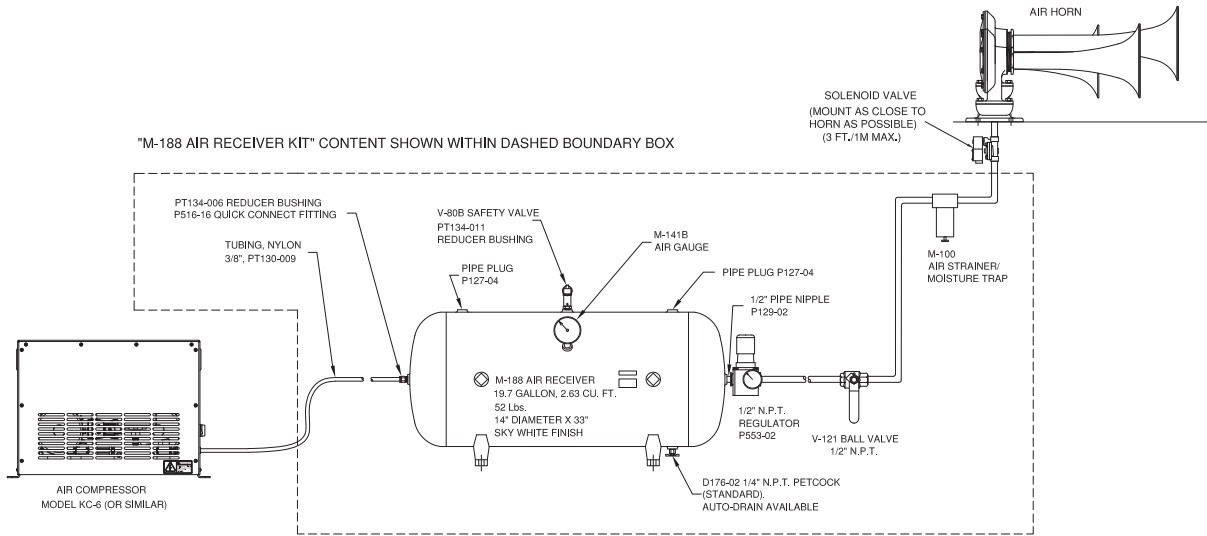 AIR HORN
SOLENOID VALVE
(MOUNT AS CLOSE TO
HORN AS POSSIBLE)
(3 FT./1M MAX.)
"M-188 AIR RECEIVER KIT" CONTENT SHOWN WITHIN DASHED BOUNDARY BOX
PT134-006 REDUCER BUSHING
P516-16 QUICK CONNECT FITTING
TUBING, NYLON
3/8", PT130-009
V-80B SAFETY VALVE
PT134-011
REDUCER BUSHING
M-141B
AIR GAUGE
PIPE PLUG
P127-04
PIPE PLUG P127-04
1/2" PIPE NIPPLE
P129-02
M-100
AIR STRAINER/
MOISTURE TRAP
M-188 AIR RECEIVER
19.7 GALLON, 2.63 CU. FT.
52 Lbs.
14" DIAMETER X 33"
SKY WHITE FINISH
1/2" N.P.T.
REGULATOR
P553-02
V-121 BALL VALVE
1/2" N.P.T.
D176-02 1/4" N.P.T. PETCOCK
(STANDARD).
AUTO-DRAIN AVAILABLE
AIR COMPRESSOR
MODEL KC-6 (OR SIMILAR)